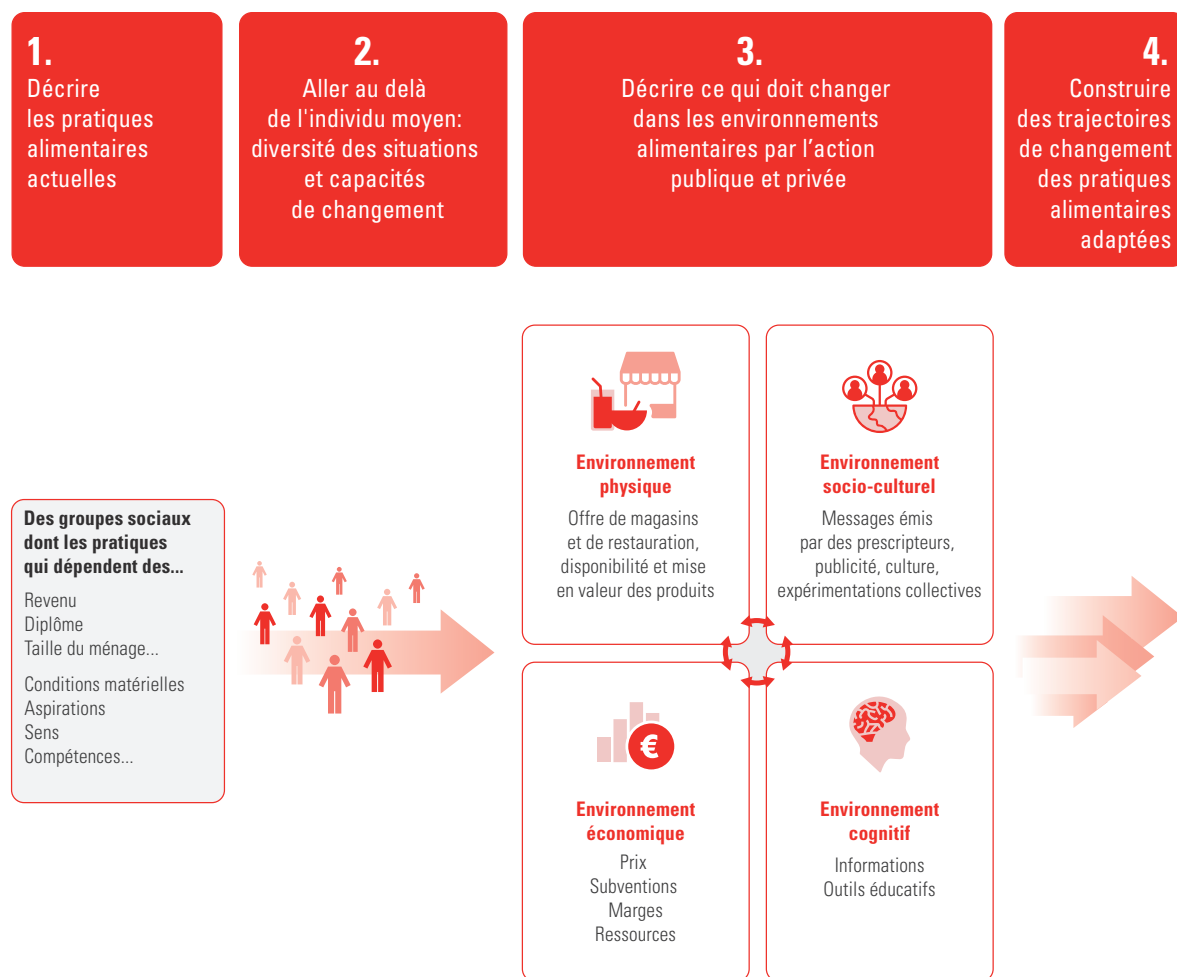 1.
Décrire
les pratiques
alimentaires
actuelles
2.
Aller au delà
de l'individu moyen:
diversité des situations
et capacités
de changement
3.
Décrire ce qui doit changer
dans les environnements
alimentaires par l’action
publique et privée
4.
Construire
des trajectoires
de changement
des pratiques
alimentaires
adaptées
Des groupes sociaux
dont les pratiques
qui dépendent des...
Revenu
Diplôme
Taille du ménage...
Conditions matérielles
Aspirations
Sens
Compétences...
Environnement
physique
Offre de magasins
et de restauration,
disponibilité et mise
en valeur des produits
Environnement
socio-culturel
Messages émis
par des prescripteurs,
publicité, culture,
expérimentations collectives
€
Environnement
économique
Prix
Subventions
Marges
Ressources
Environnement
cognitif
Informations
Outils éducatifs